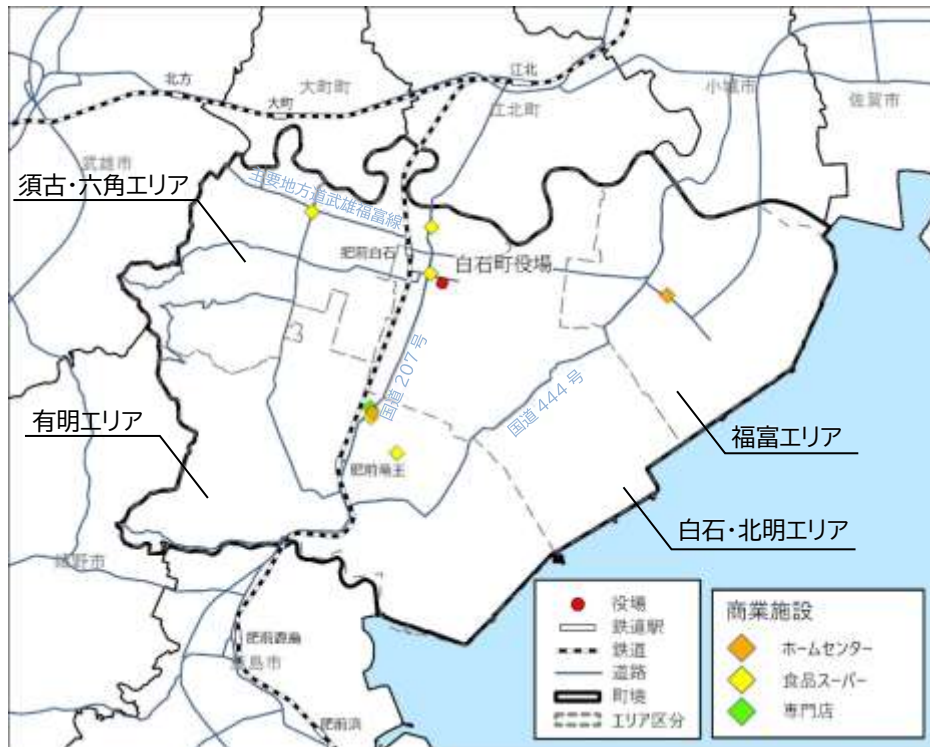 北方
大町町
江北
大町
江北町
小城市
佐賀市
武雄市
須古・六角エリア
主要地方道武雄福富線
肥前白石
白石町役場
国道207号
有明エリア
国道444号
福富エリア
肥前竜王
白石・北明エリア
嬉野市
肥前鹿島
鹿島市
肥前浜
役場
鉄道駅
鉄道
道路
町境
エリア区分
商業施設
ホームセンター
食品スーパー
専門店